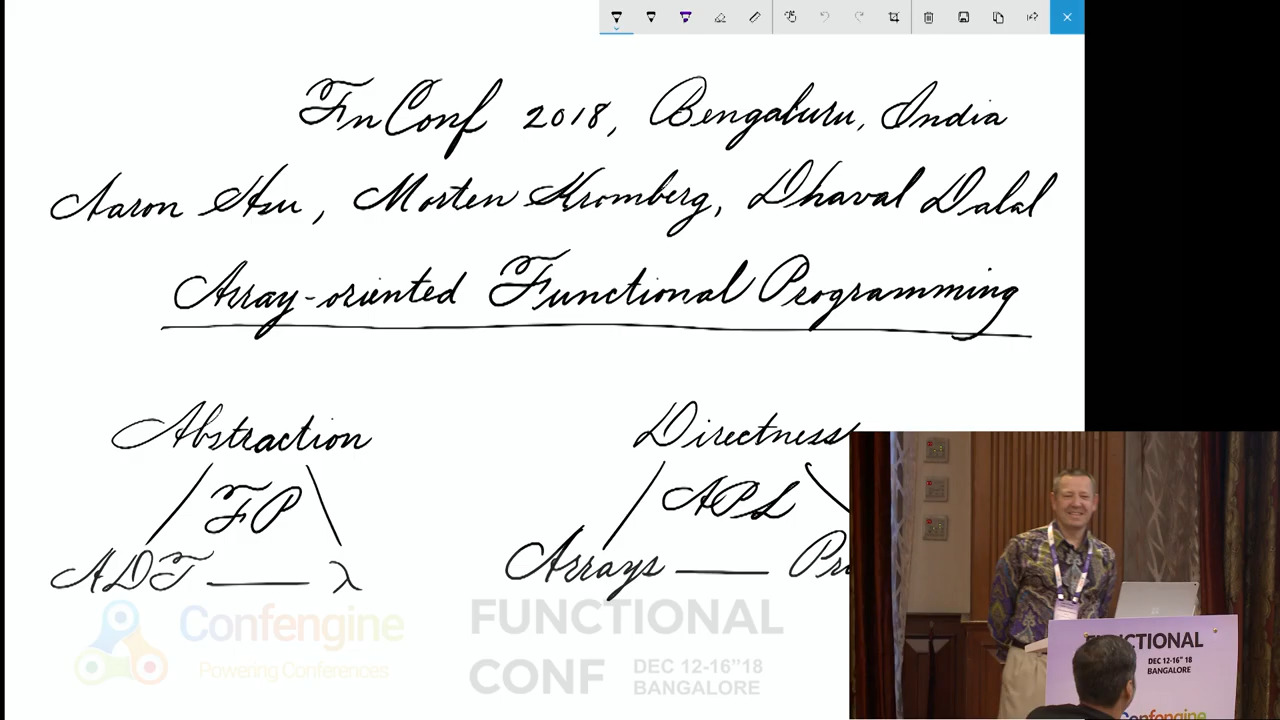 FnConf 2018, Bengaluru, India
Aaron Hsu, Morten Kromberg, Dhaval Dalal
Array-oriented Functional Programming
Abstraction Directness
FP APL
ADT λ Arrays Pr
Confengine FUNCTIONAL
Powering Conferences CONF DEC 12-16"18
BANGALORE
FUNCTIONAL
DEC 12-16" 18
BANGALORE
Confengine